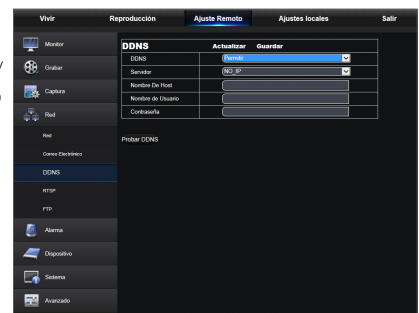 Vivir Reproducción Ajuste Remoto Ajustes locales Salir
Monitor
Grabar
Captura
Red
Red
Correo Electrónico
DDNS
RTSP
FTP
Alarma
Dispositivo
Sistema
Avanzado
DDNS Actualizar Guardar
DDNS Permitir
Servidor NO_IP
Nombre De Host
Nombre de Usuario
Contraseña
Probar DDNS
y